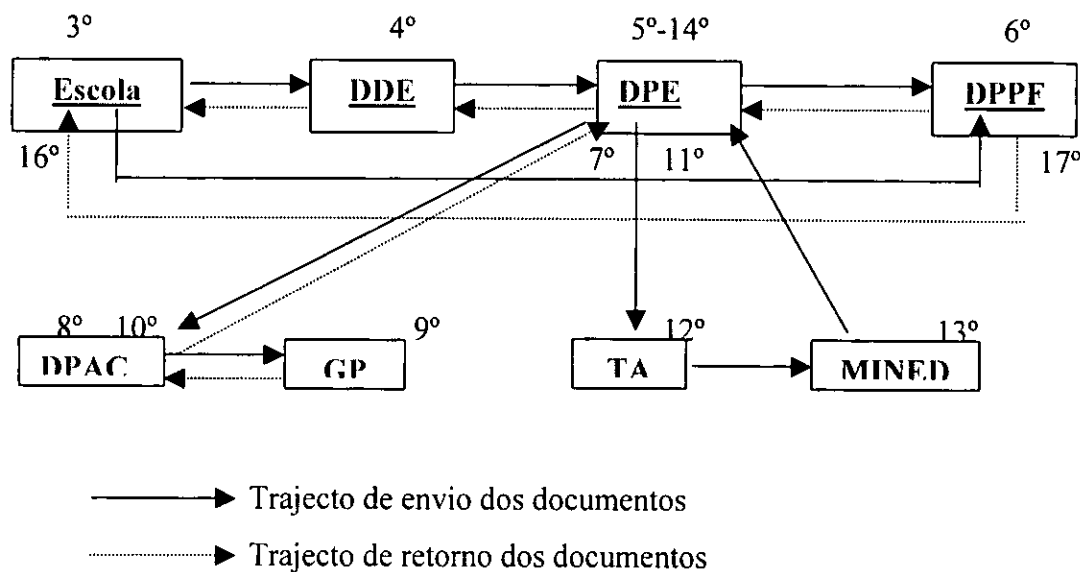 3º 4º 5º-14º 6º
Escola DDE DPE DPPF
16º 7º 11º 17º
8º 10º 9º 12º 13º
DPAC GP TA MINED
Trajecto de envio dos documentos
Trajecto de retorno dos documentos